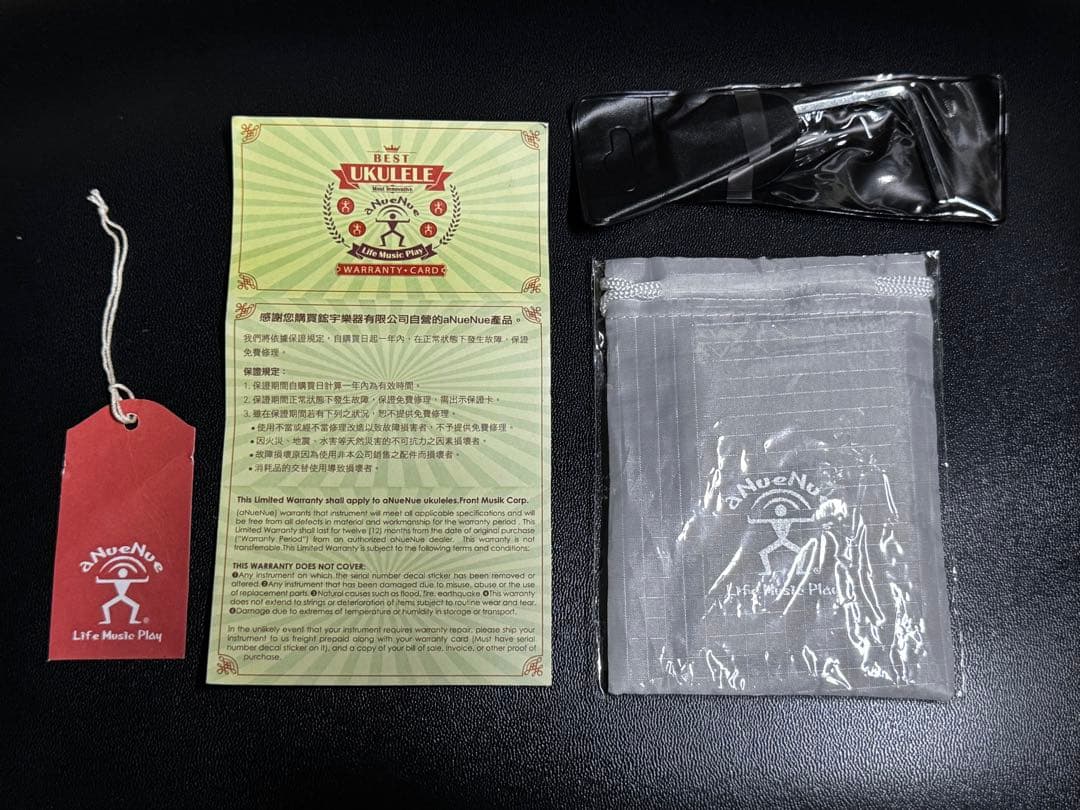 BEST
UKULELE
Most Innovative
aNueNue
Life Music Play
WARRANTY•CARD
感謝您購買鋐宇樂器有限公司自營的aNueNue產品。
我們將依據保證規定，自購買日起一年內，在正常狀態下發生故障，保證
免費修理。
保證規定：
1. 保證期間自購買日計算一年內為有效時間。
2. 保證期間正常狀態下發生故障，保證免費修理，需出示保證卡。
3. 雖在保證期間若有下列之狀況，恕不提供免費修理。
• 使用不當或經不當修理改造以致故障損害者，不予提供免費修理。
• 因火災、地震、水害等天然災害的不可抗力之因素損壞者。
• 故障損壞原因為使用非本公司銷售之配件而損壞者。
• 消耗品的交替使用導致損壞者。
This Limited Warranty shall apply to aNueNue ukuleles.Front Musik Corp.
(aNueNue) warrants that instrument will meet all applicable specifications and will
be free from all defects in material and workmanship for the warranty period . This
Limited Warranty shall last for twelve (12) months from the date of original purchase
("Warranty Period") from an authorized aNueNue dealer. This warranty is not
transferrable.This Limited Warranty is subject to the following terms and conditions:
THIS WARRANTY DOES NOT COVER:
❶Any instrument on which the serial number decal sticker has been removed or
altered.❷Any instrument that has been damaged due to misuse, abuse or the use
of replacement parts.❸Natural causes such as flood, fire, earthquake.❹This warranty
does not extend to strings or deterioration of items subject to routine wear and tear.
❺Damage due to extremes of temperature or humidity in storage or transport.
In the unlikely event that your instrument requires warranty repair, please ship your
instrument to us freight prepaid along with your warranty card (Must have serial
number decal sticker on it), and a copy of your bill of sale, invoice, or other proof of
purchase.
aNueNue
®
Life Music Play
aNueNue
®
Life Music Play